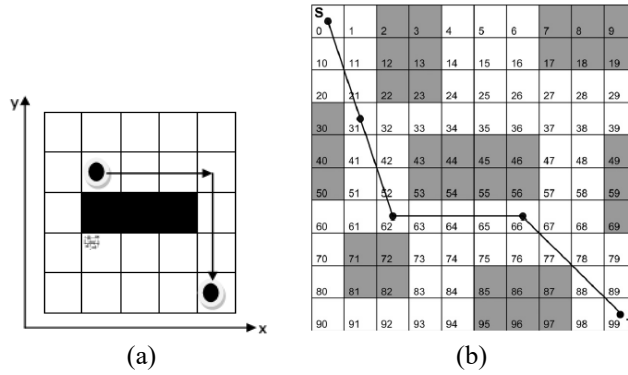 y
x
(a)
S
0 1 2 3 4 5 6 7 8 9
10 11 12 13 14 15 16 17 18 19
20 21 22 23 24 25 26 27 28 29
30 31 32 33 34 35 36 37 38 39
40 41 42 43 44 45 46 47 48 49
50 51 52 53 54 55 56 57 58 59
60 61 62 63 64 65 66 67 68 69
70 71 72 73 74 75 76 77 78 79
80 81 82 83 84 85 86 87 88 89
90 91 92 93 94 95 96 97 98 99
(b)